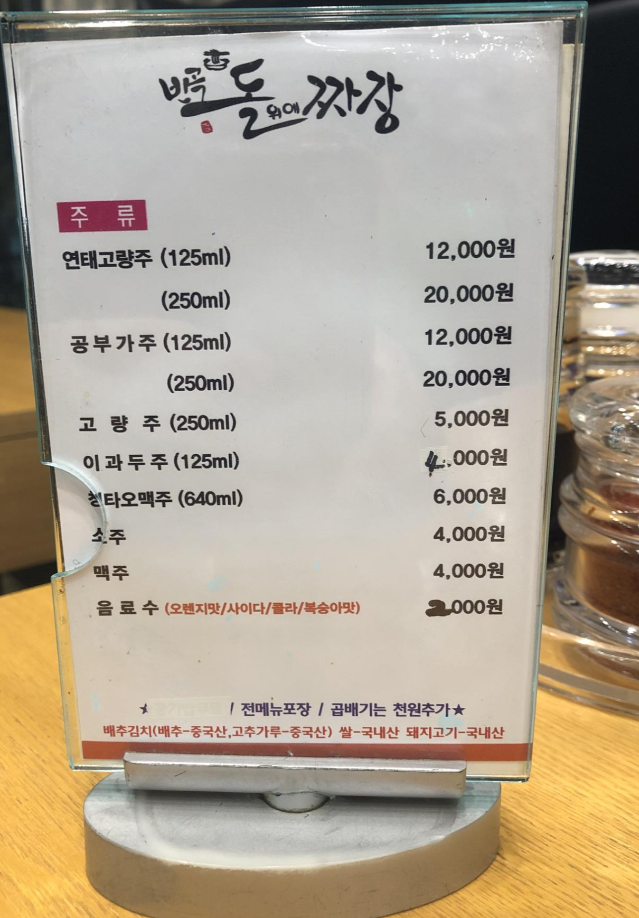 반점 돌 위에 짜장
주 류
연태고량주 (125ml) 12,000원
(250ml) 20,000원
공부가주 (125ml) 12,000원
(250ml) 20,000원
고 량 주 (250ml) 5,000원
이과두주 (125ml) 4,000원
청타오맥주 (640ml) 6,000원
소주 4,000원
맥주 4,000원
음료수 (오렌지맛/사이다/콜라/복숭아맛) 2,000원
★ / 전메뉴포장 / 곱배기는 천원추가★
배추김치(배추-중국산,고추가루-중국산) 쌀-국내산 돼지고기-국내산